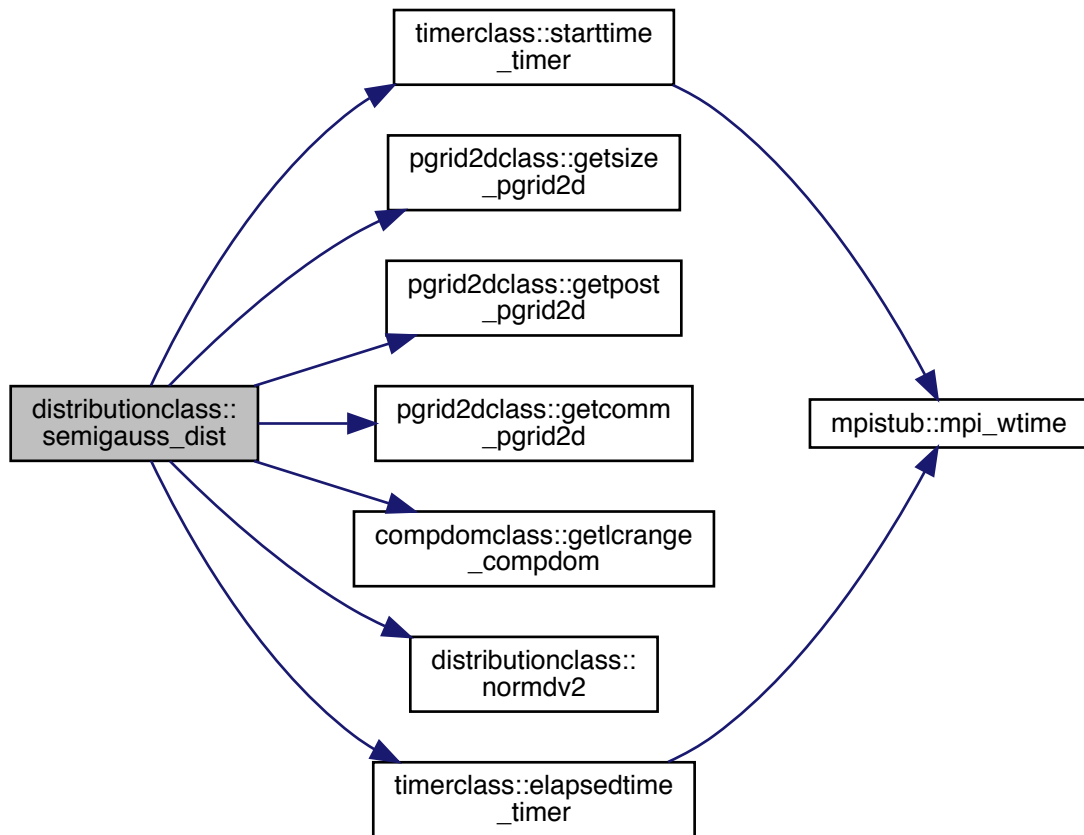 timerclass::starttime
_timer
pgrid2dclass::getsize
_pgrid2d
pgrid2dclass::getpost
_pgrid2d
distributionclass::
semigauss_dist
pgrid2dclass::getcomm
_pgrid2d
mpistub::mpi_wtime
compdomclass::getlcrange
_compdom
distributionclass::
normdv2
timerclass::elapsedtime
_timer